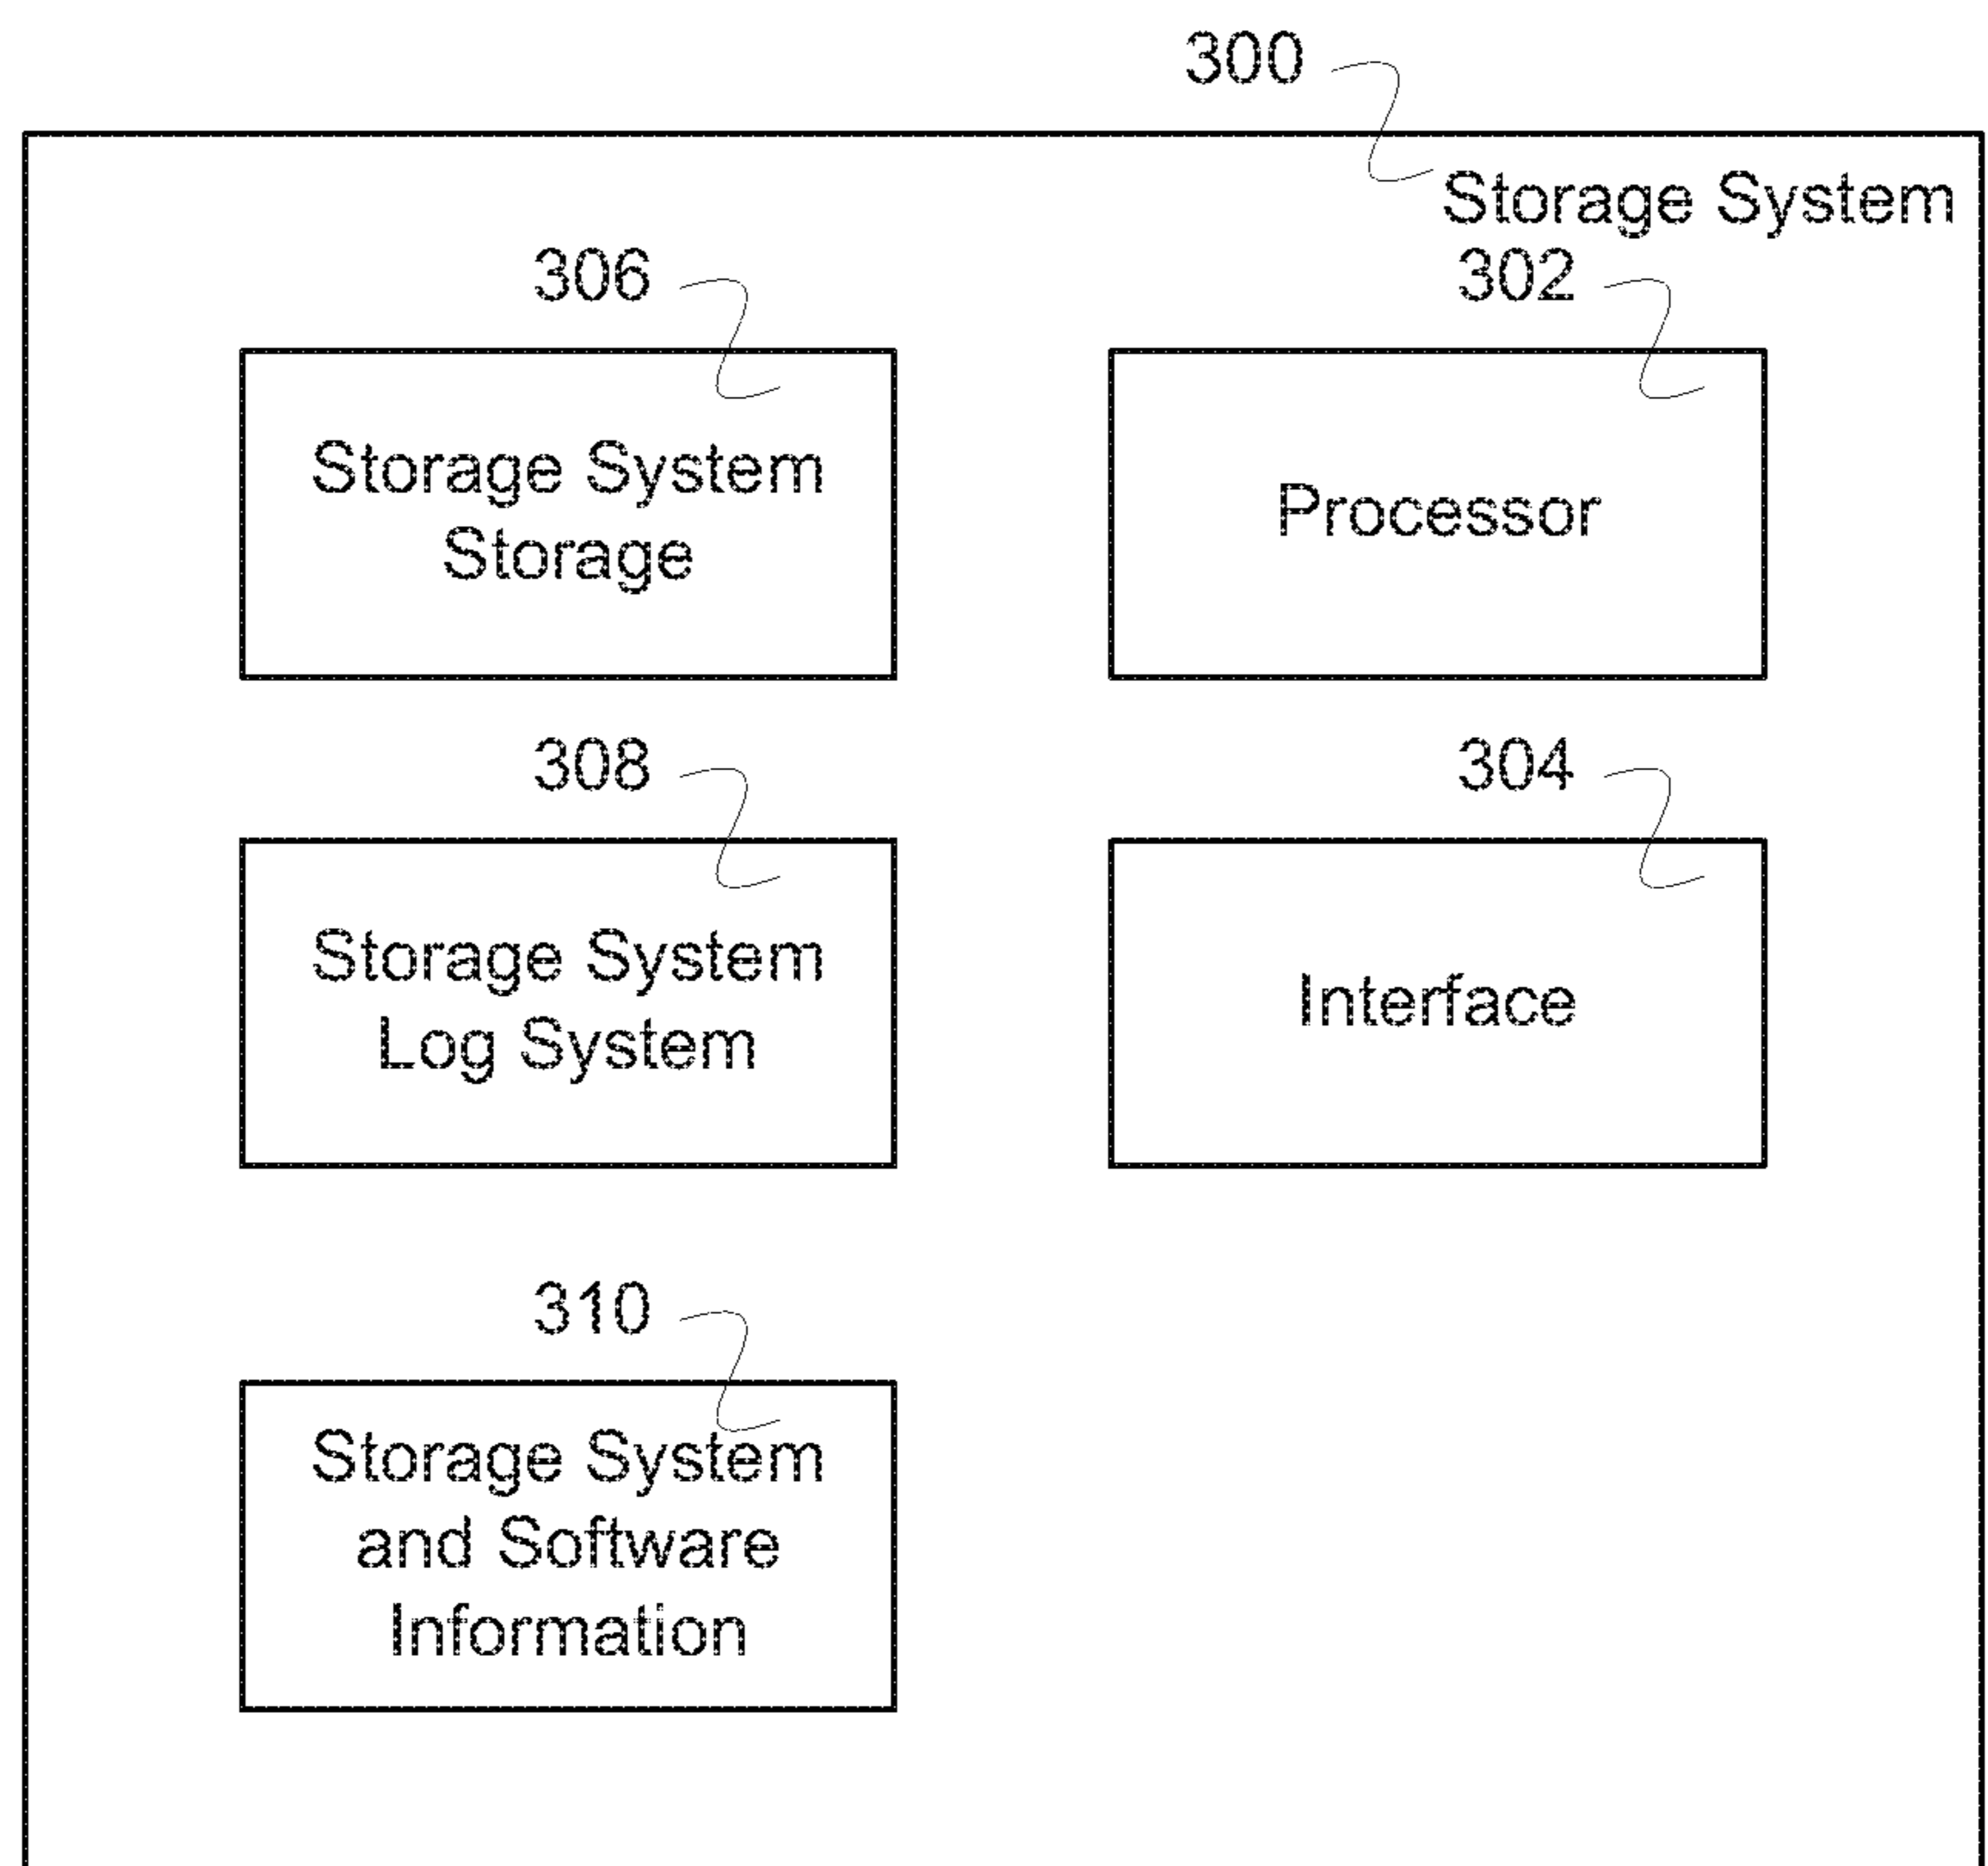 300
Storage System
306
302
Storage System
Storage
Processor
308
304
Storage System
Log System
Interface
310
Storage System
and Software
Information